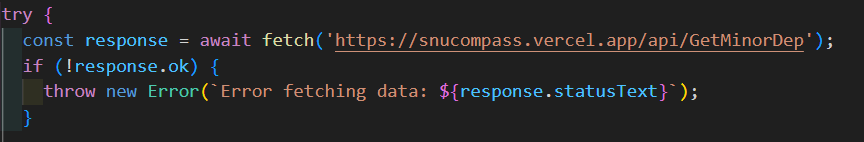 try {
const response = await fetch('https://snucompass.vercel.app/api/GetMinorDep');
if (!response.ok) {
throw new Error(`Error fetching data: ${response.statusText}`);
}